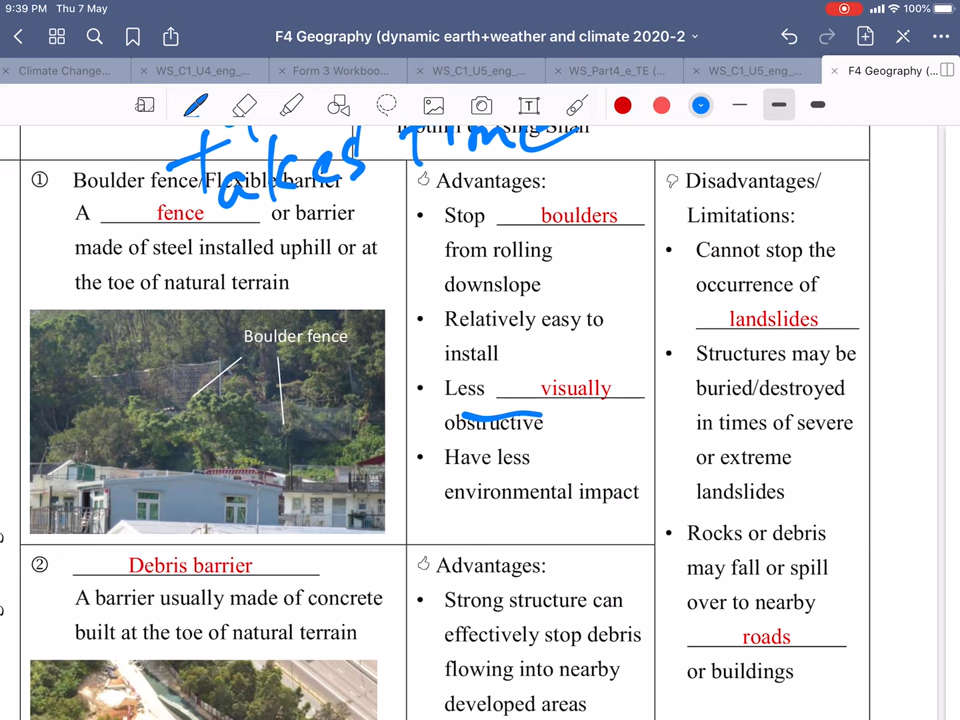 9:39 PM Thu 7 May
100%
F4 Geography (dynamic earth+weather and climate 2020-2
Climate Change...
WS_C1_U4_eng_...
Form 3 Workboo...
WS_C1_U5_eng_...
WS_Part4_e_TE (...
WS_C1_U5_eng_...
F4 Geography (...
T
takes time
① Boulder fence/Flexible barrier
A fence or barrier
made of steel installed uphill or at
the toe of natural terrain
Boulder fence
Advantages:
• Stop boulders
from rolling
downslope
• Relatively easy to
install
• Less visually
obstructive
• Have less
environmental impact
Disadvantages/
Limitations:
• Cannot stop the
occurrence of
landslides
• Structures may be
buried/destroyed
in times of severe
or extreme
landslides
• Rocks or debris
may fall or spill
over to nearby
roads
or buildings
② Debris barrier
A barrier usually made of concrete
built at the toe of natural terrain
Advantages:
• Strong structure can
effectively stop debris
flowing into nearby
developed areas